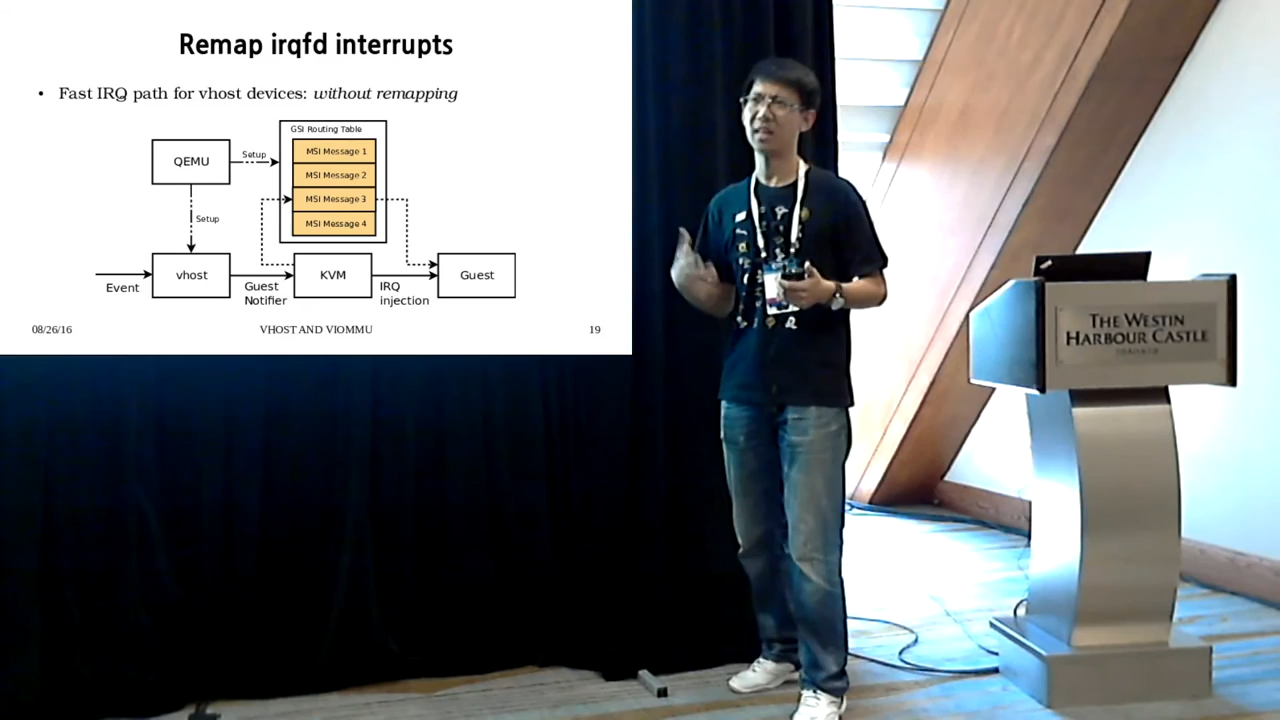 Remap irqfd interrupts
• Fast IRQ path for vhost devices: without remapping
GSI Routing Table
QEMU
Setup
MSI Message 1
MSI Message 2
MSI Message 3
MSI Message 4
Setup
vhost
KVM
Guest
Event
Guest
Notifier
IRQ
injection
08/26/16
VHOST AND VIOMMU
19
THE WESTIN
HARBOUR CASTLE